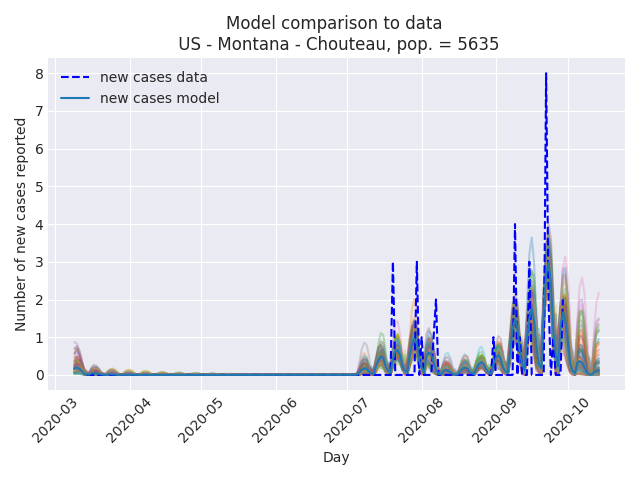 Model comparison to data
US - Montana - Chouteau, pop. = 5635
new cases data
new cases model
Number of new cases reported
8
7
6
5
4
3
2
1
0
2020-03
2020-04
2020-05
2020-06
2020-07
2020-08
2020-09
2020-10
Day